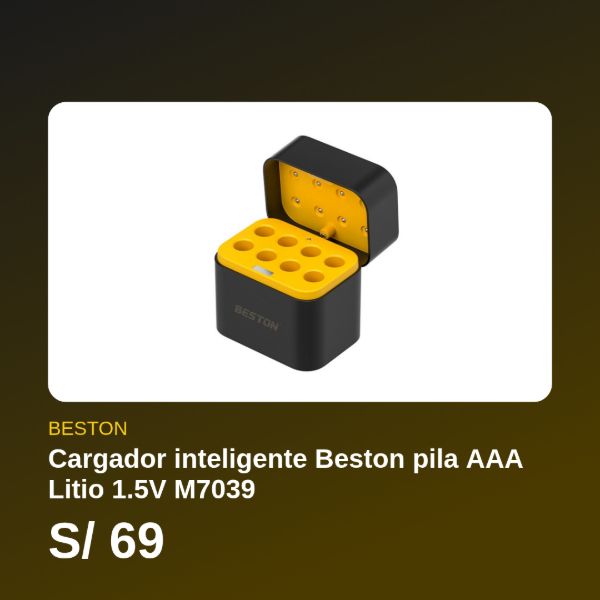 BESTON
BESTON
Cargador inteligente Beston pila AAA
Litio 1.5V M7039
S/ 69